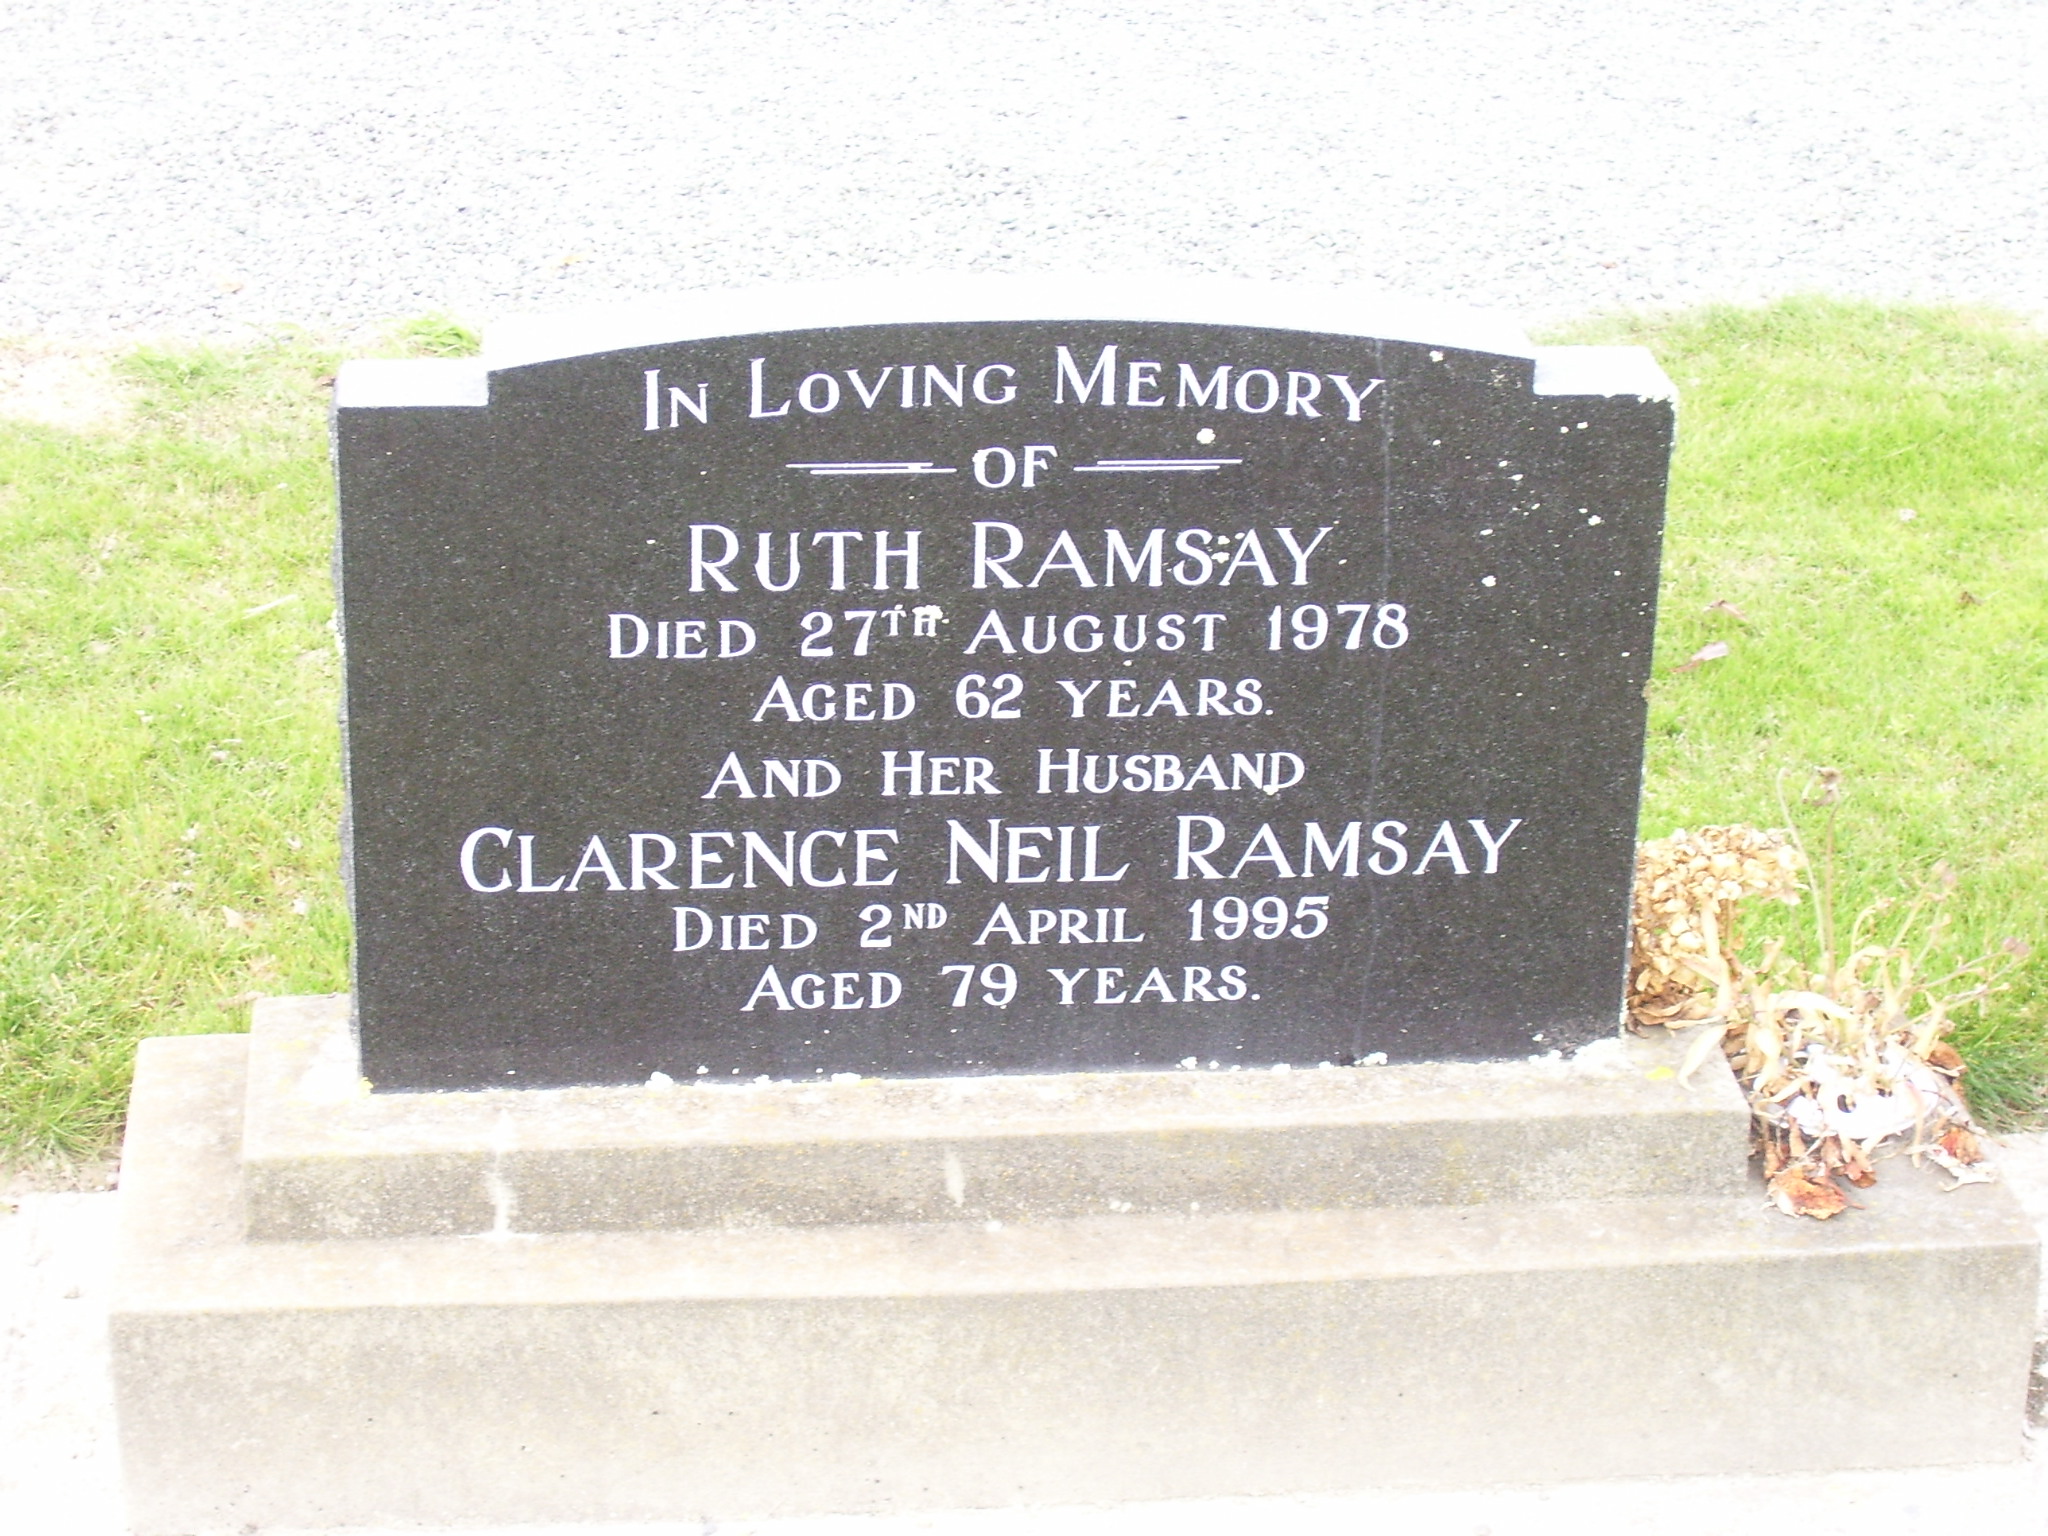 In Loving Memory
of
Ruth Ramsay
Died 27th August 1978
Aged 62 years.
And Her Husband
Clarence Neil Ramsay
Died 2nd April 1995
Aged 79 years.